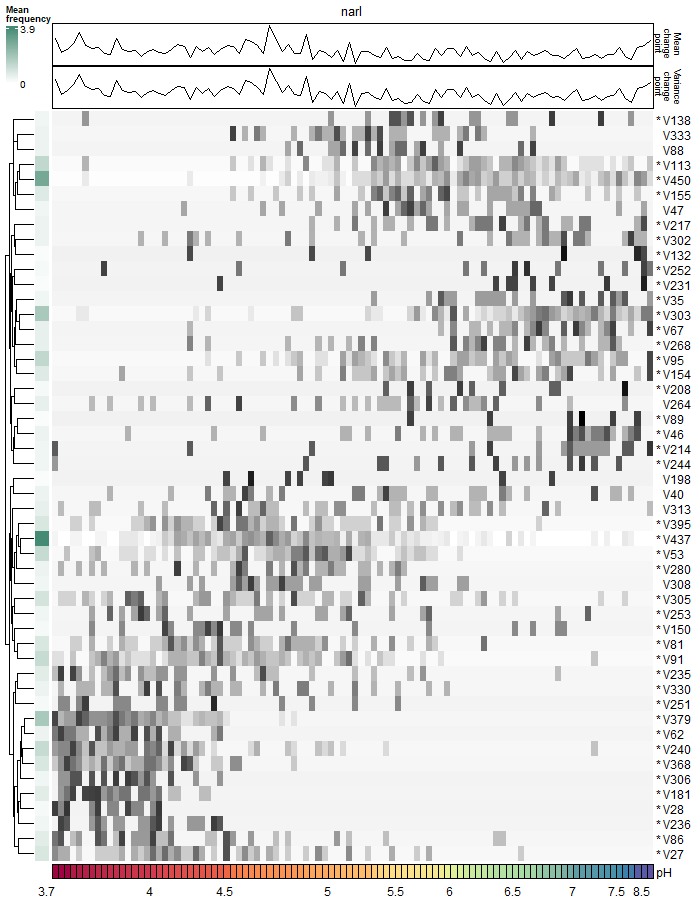 narl
Mean
frequency
3.9
0
Mean
change
point
Variance
change
point
* V138
V333
V88
* V113
* V450
* V155
V47
* V217
* V302
* V132
* V252
* V231
* V35
* V303
* V67
* V268
* V95
* V154
* V208
V264
* V89
* V46
* V214
* V244
V198
* V40
V313
* V395
* V437
* V53
* V280
V308
* V305
* V253
* V150
* V81
* V91
* V235
* V330
* V251
* V379
* V62
* V240
* V368
* V306
* V181
* V28
* V236
* V86
* V27
pH
3.7 4 4.5 5 5.5 6 6.5 7 7.5 8.5